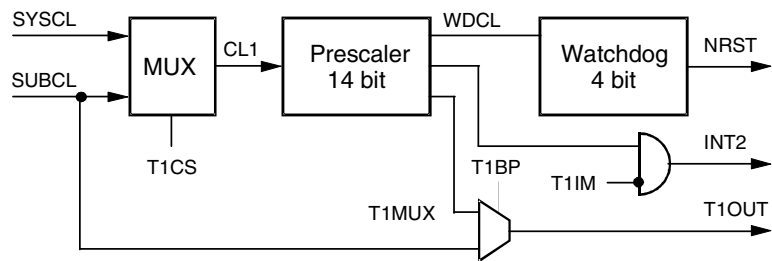 SYSCL
SUBCL
MUX
CL1
T1CS
Prescaler
14 bit
WDCL
Watchdog
4 bit
NRST
INT2
T1BP
T1IM
T1MUX
T1OUT